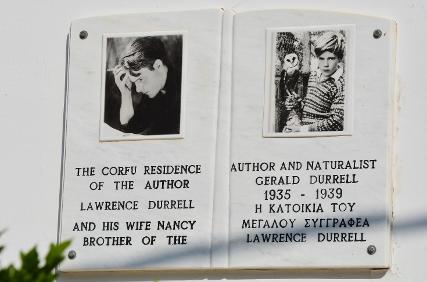 THE CORFU RESIDENCE
OF THE AUTHOR
LAWRENCE DURRELL
AND HIS WIFE NANCY
BROTHER OF THE
AUTHOR AND NATURALIST
GERALD DURRELL
1935 - 1939
Η ΚΑΤΟΙΚΙΑ ΤΟΥ
ΜΕΓΑΛΟΥ ΣΥΓΓΡΑΦΕΑ
LAWRENCE DURRELL